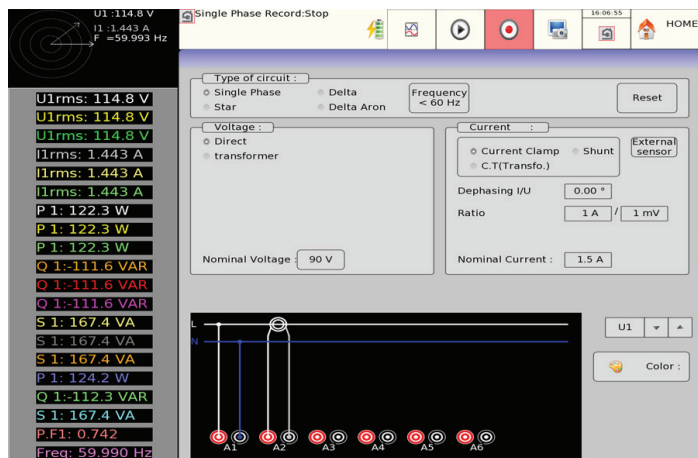 U1 :114.8 V
I1 :1.443 A
F =59.993 Hz
Single Phase Record:Stop
16:06:55
HOME
U1rms: 114.8 V
U1rms: 114.8 V
U1rms: 114.8 V
I1rms: 1.443 A
I1rms: 1.443 A
I1rms: 1.443 A
P 1: 122.3 W
P 1: 122.3 W
P 1: 122.3 W
Q 1:-111.6 VAR
Q 1:-111.6 VAR
Q 1:-111.6 VAR
S 1: 167.4 VA
S 1: 167.4 VA
S 1: 167.4 VA
P 1: 124.2 W
Q 1:-112.3 VAR
S 1: 167.4 VA
P.F1: 0.742
Freq: 59.990 Hz
Type of circuit :
Single Phase
Delta
Star
Delta Aron
Frequency
< 60 Hz
Reset
Voltage :
Direct
transformer
Nominal Voltage :
90 V
Current :
Current Clamp
Shunt
C.T(Transfo.)
External
sensor
Dephasing I/U
0.00 °
Ratio
1 A / 1 mV
Nominal Current :
1.5 A
L
N
A1 A2 A3 A4 A5 A6
U1
Color :